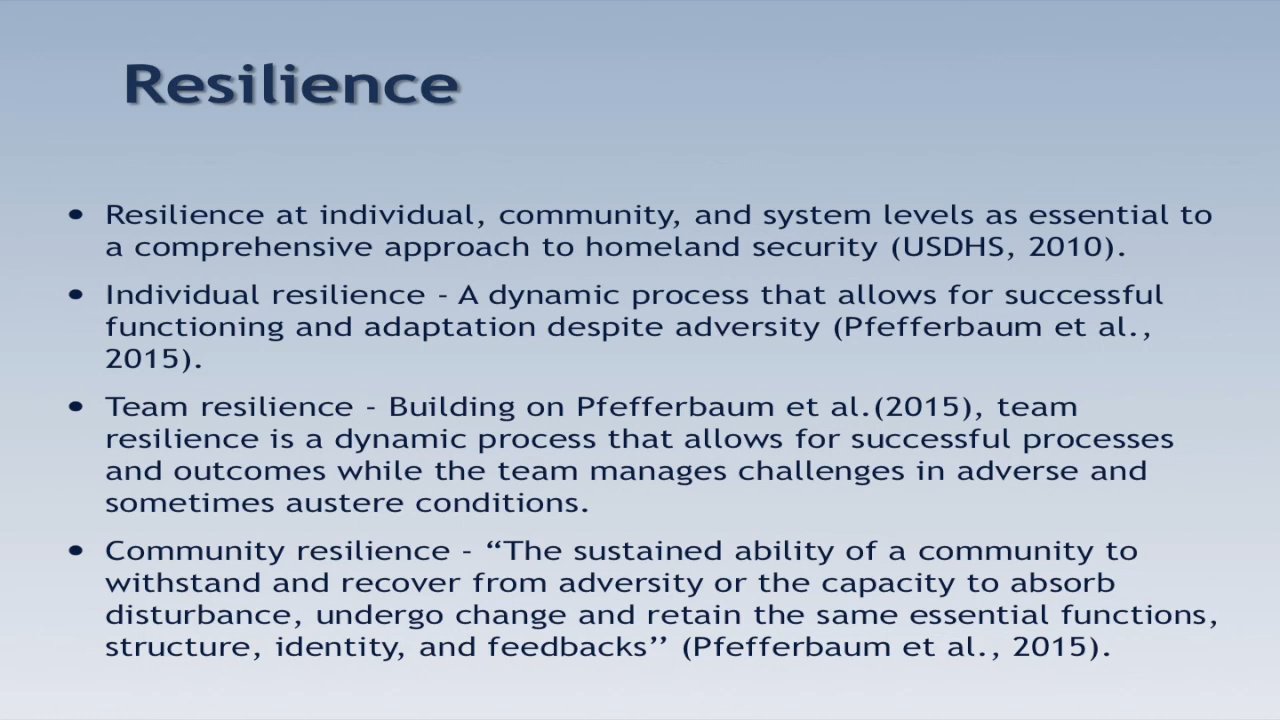 Resilience
• Resilience at individual, community, and system levels as essential to
a comprehensive approach to homeland security (USDHS, 2010).
• Individual resilience - A dynamic process that allows for successful
functioning and adaptation despite adversity (Pfefferbaum et al.,
2015).
• Team resilience - Building on Pfefferbaum et al.(2015), team
resilience is a dynamic process that allows for successful processes
and outcomes while the team manages challenges in adverse and
sometimes austere conditions.
• Community resilience - “The sustained ability of a community to
withstand and recover from adversity or the capacity to absorb
disturbance, undergo change and retain the same essential functions,
structure, identity, and feedbacks’’ (Pfefferbaum et al., 2015).